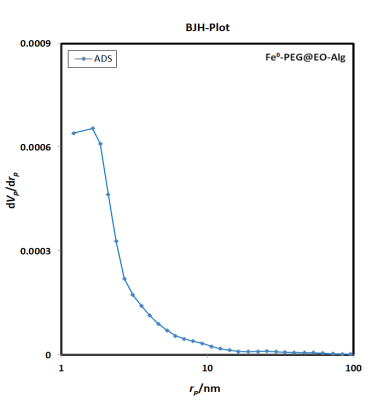 BJH-Plot
0.0009
ADS
Fe⁰-PEG@EO-Alg
0.0006
dVₚ/drₚ
0.0003
0
1
10
100
rₚ/nm